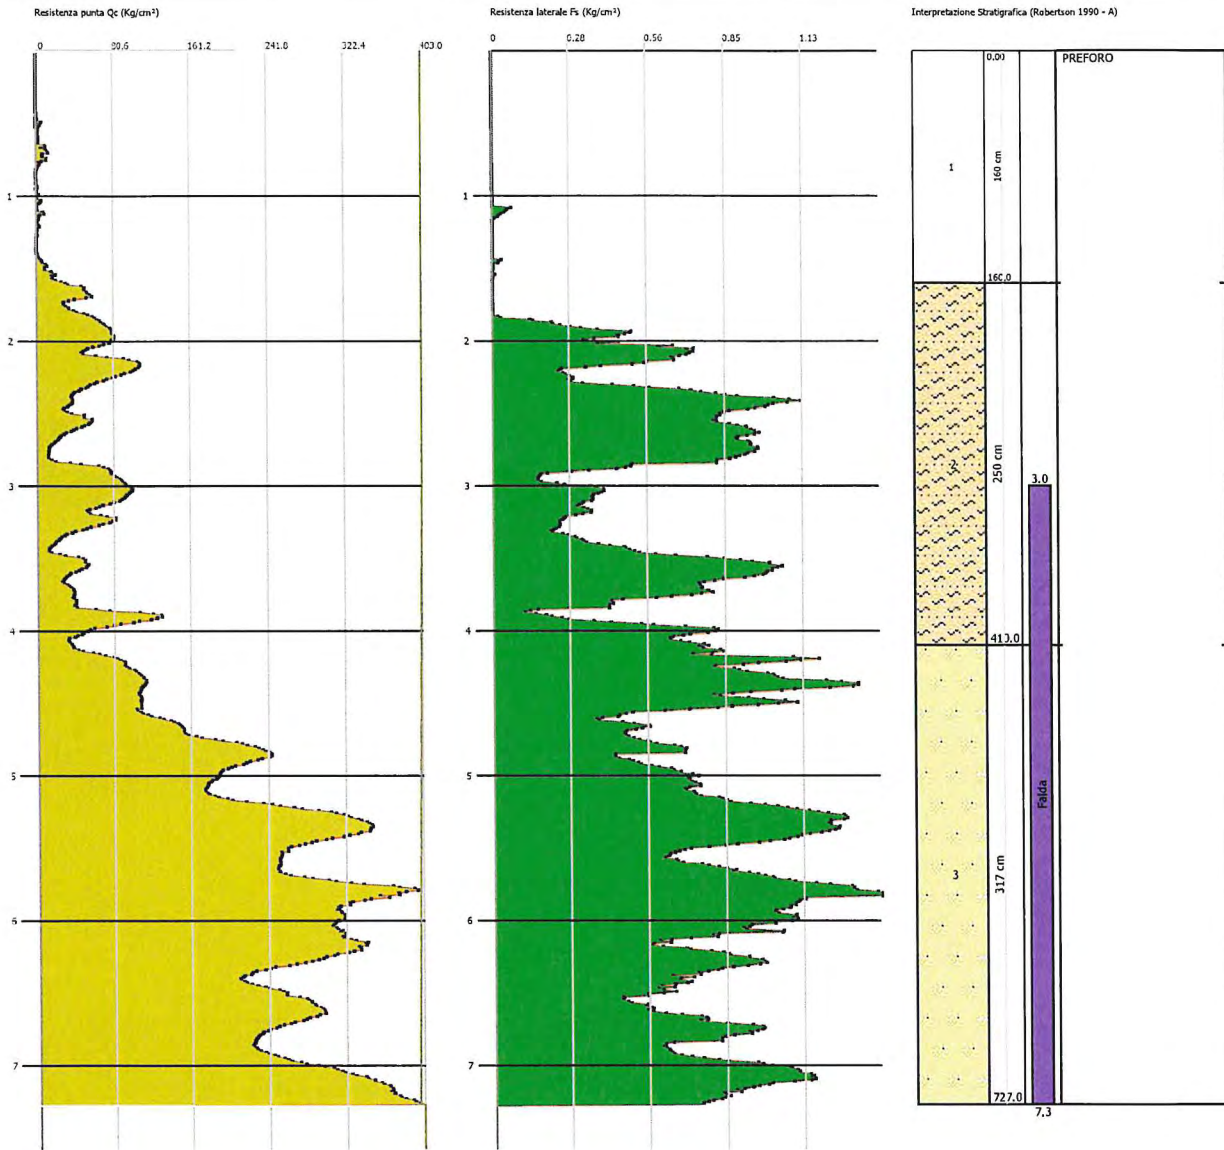 Resistenza punta Qc (Kg/cm²)
0 80.6 161.2 241.8 322.4 403.0
1
2
3
4
5
6
7
Resistenza laterale Fs (Kg/cm²)
0 0.28 0.56 0.85 1.13
1
2
3
4
5
6
7
Interpretazione Stratigrafica (Robertson 1990 - A)
0.00
PREFORO
1
160 cm
160.0
2
250 cm
3.0
410.0
Falda
3
317 cm
727.0
7.3